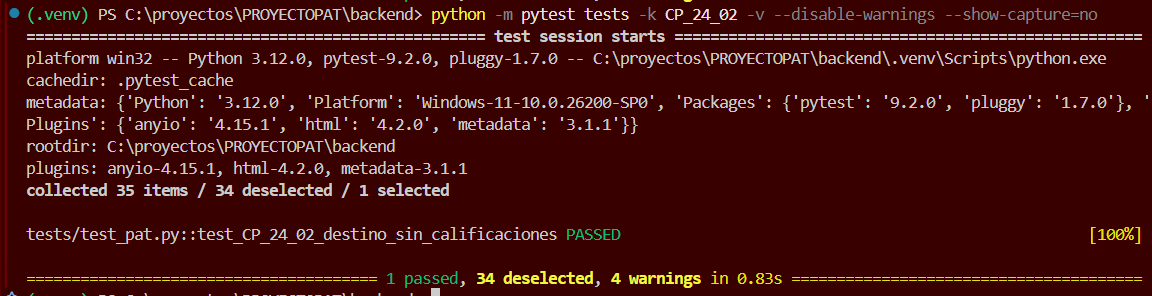 (.venv) PS C:\proyectos\PROYECTOPAT\backend> python -m pytest tests -k CP_24_02 -v --disable-warnings --show-capture=no
================================================== test session starts ===================================================
platform win32 -- Python 3.12.0, pytest-9.2.0, pluggy-1.7.0 -- C:\proyectos\PROYECTOPAT\backend\.venv\Scripts\python.exe
cachedir: .pytest_cache
metadata: {'Python': '3.12.0', 'Platform': 'Windows-11-10.0.26200-SP0', 'Packages': {'pytest': '9.2.0', 'pluggy': '1.7.0'}, '
Plugins': {'anyio': '4.15.1', 'html': '4.2.0', 'metadata': '3.1.1'}}
rootdir: C:\proyectos\PROYECTOPAT\backend
plugins: anyio-4.15.1, html-4.2.0, metadata-3.1.1
collected 35 items / 34 deselected / 1 selected
tests/test_pat.py::test_CP_24_02_destino_sin_calificaciones PASSED [100%]
====================================== 1 passed, 34 deselected, 4 warnings in 0.83s ======================================